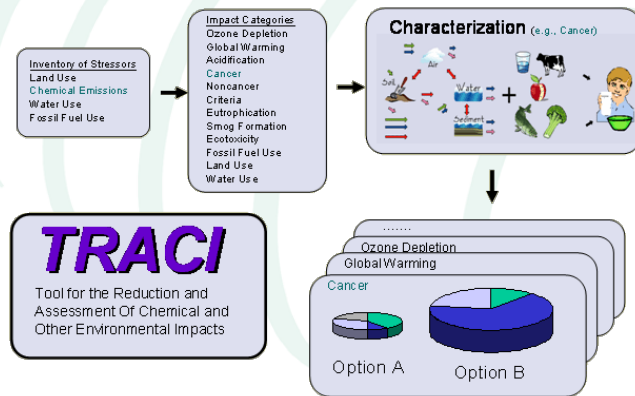 Inventory of Stressors
Land Use
Chemical Emissions
Water Use
Fossil Fuel Use
Impact Categories
Ozone Depletion
Global Warming
Acidification
Cancer
Noncancer
Criteria
Eutrophication
Smog Formation
Ecotoxicity
Fossil Fuel Use
Land Use
Water Use
Characterization (e.g., Cancer)
Air
Soil
Water
Sediment
+
TRACI
Tool for the Reduction and
Assessment Of Chemical and
Other Environmental Impacts
.......
Ozone Depletion
Global Warming
Cancer
Option A
Option B